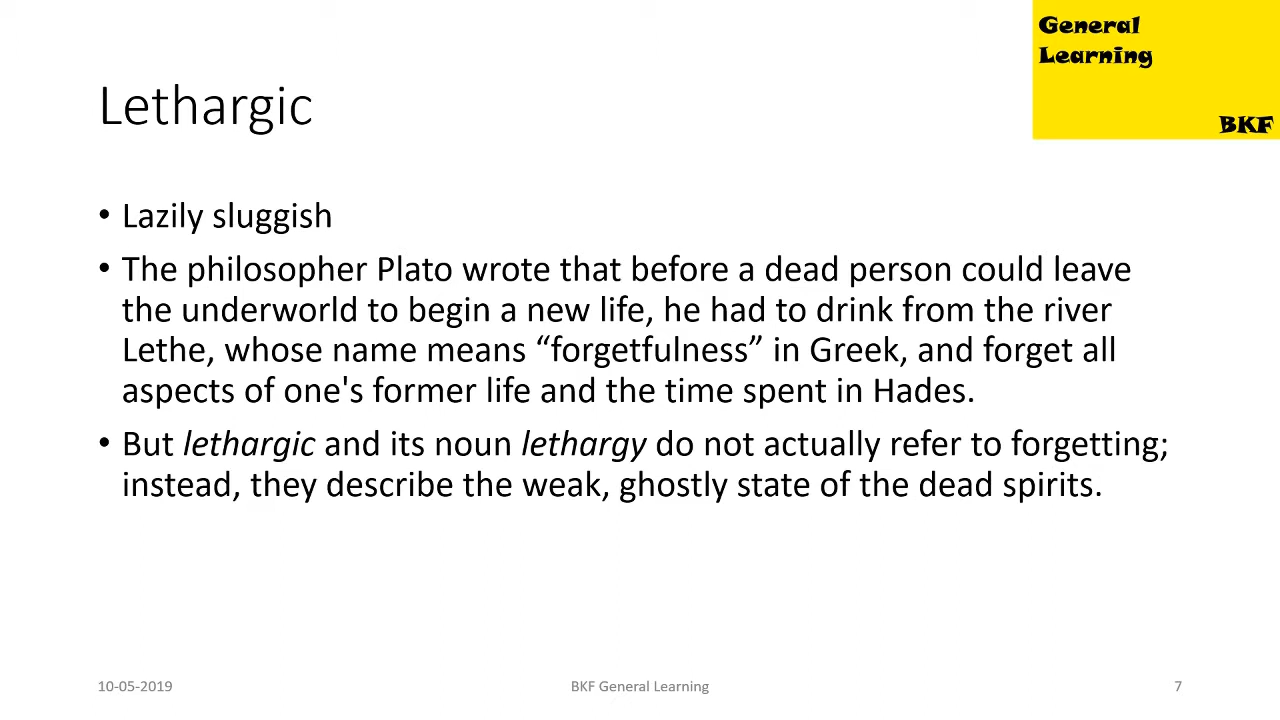 General
Learning
BKF
Lethargic
• Lazily sluggish
• The philosopher Plato wrote that before a dead person could leave
the underworld to begin a new life, he had to drink from the river
Lethe, whose name means “forgetfulness” in Greek, and forget all
aspects of one's former life and the time spent in Hades.
• But lethargic and its noun lethargy do not actually refer to forgetting;
instead, they describe the weak, ghostly state of the dead spirits.
10-05-2019
BKF General Learning
7